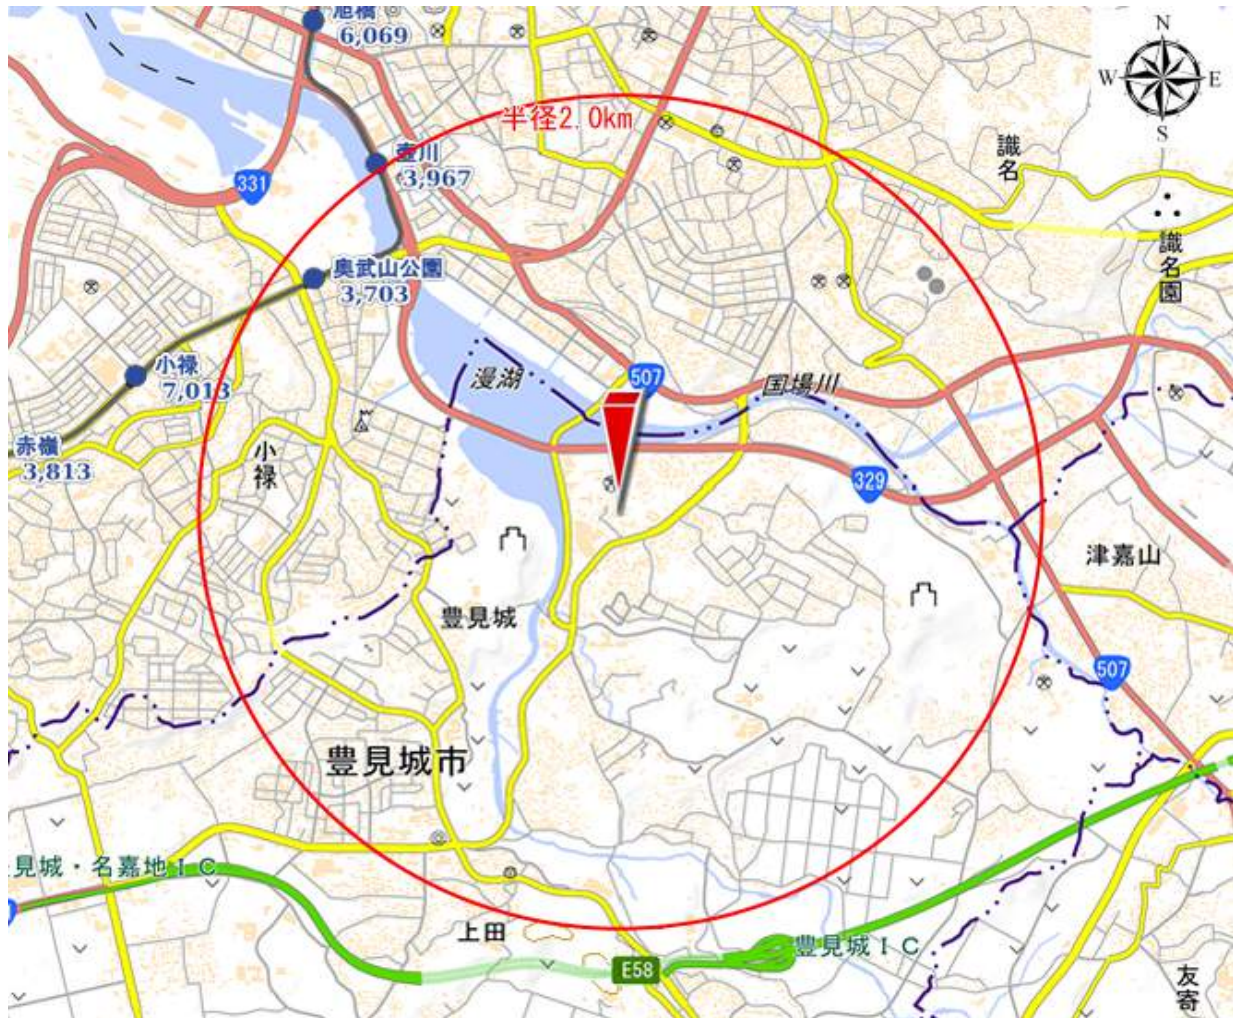 旭橋
6,069
N
W
E
S
半径2.0km
壺川
3,967
識名
331
識名園
奥武山公園
3,703
小禄
7,013
漫湖
507
国場川
赤嶺
3,813
小禄
329
津嘉山
豊見城
507
豊見城市
見城・名嘉地IC
上田
豊見城IC
E58
友寄